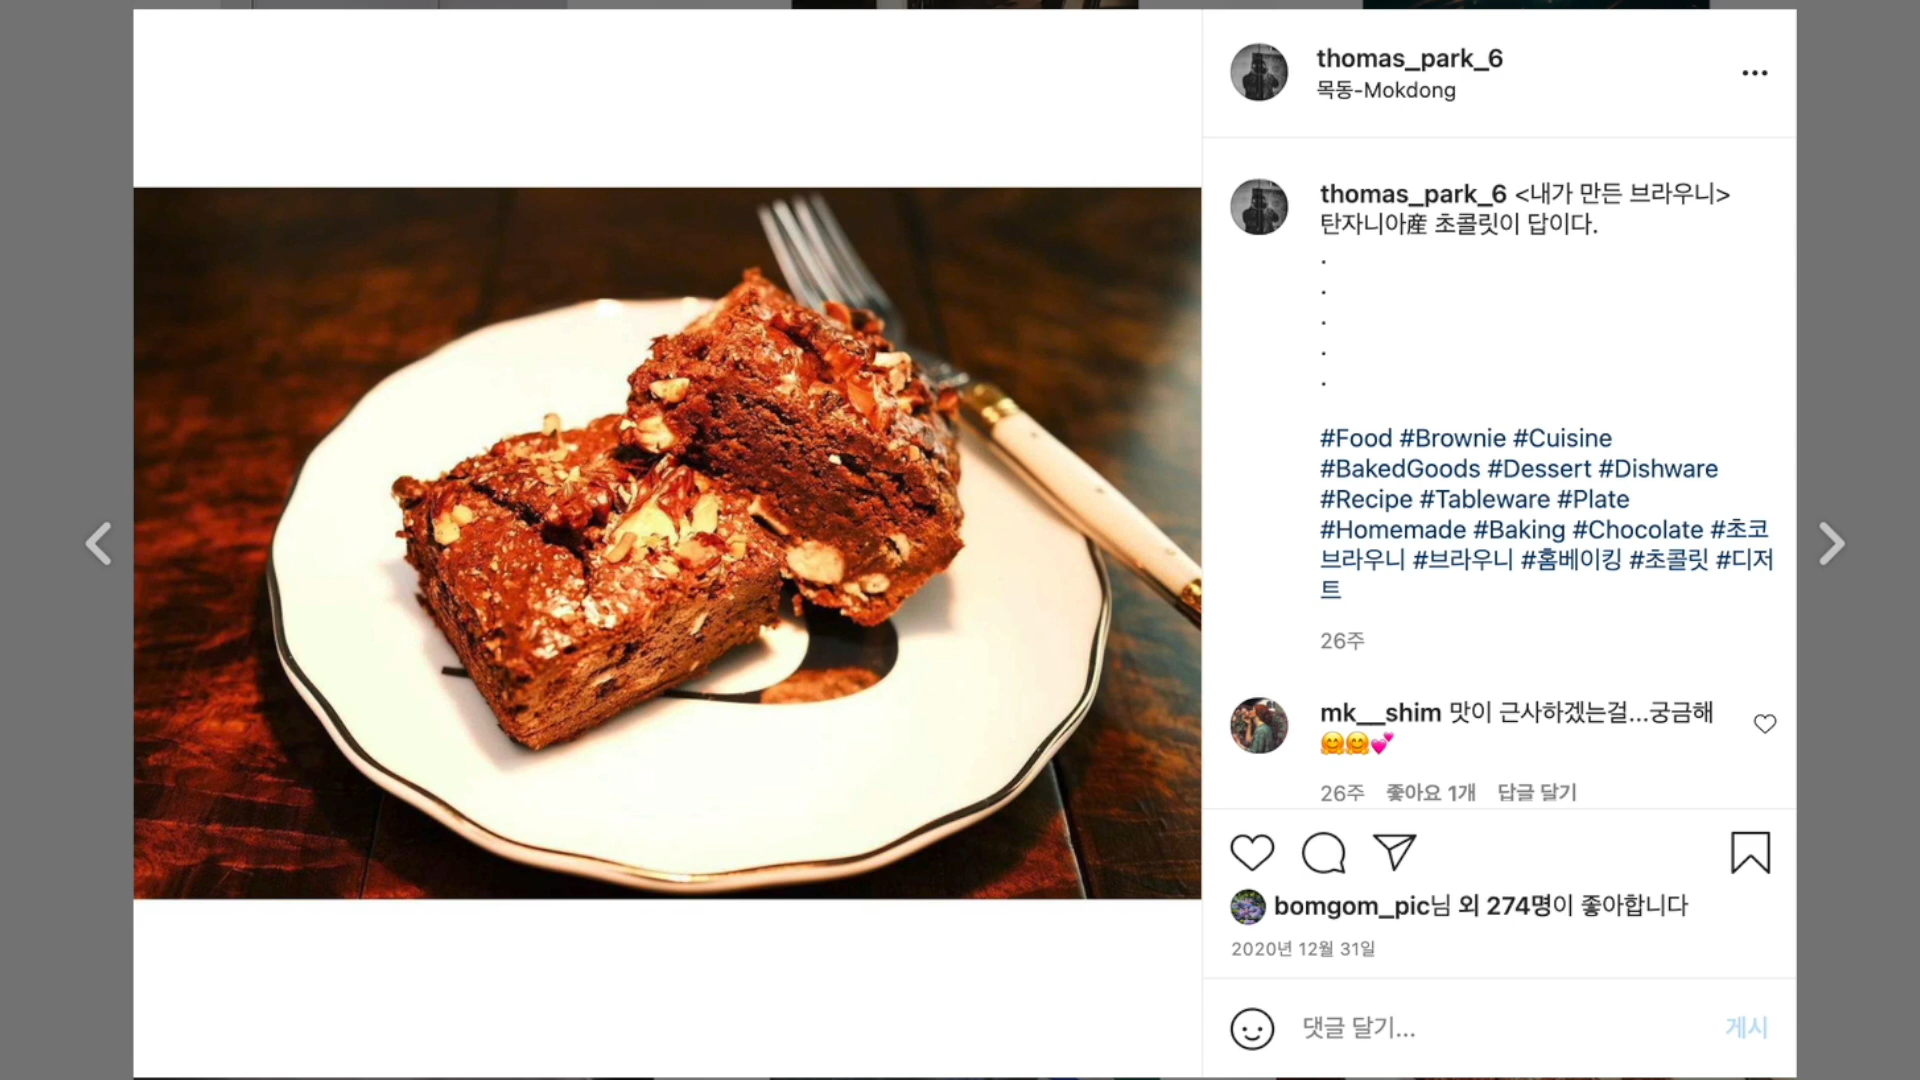 thomas_park_6
목동-Mokdong
thomas_park_6 <내가 만든 브라우니>
탄자니아産 초콜릿이 답이다.
.
.
.
.
.
#Food #Brownie #Cuisine
#BakedGoods #Dessert #Dishware
#Recipe #Tableware #Plate
#Homemade #Baking #Chocolate #초코
브라우니 #브라우니 #홈베이킹 #초콜릿 #디저
트
26주
mk__shim 맛이 근사하겠는걸...궁금해
🤗🤗💕
26주 좋아요 1개 답글 달기
bomgom_pic님 외 274명이 좋아합니다
2020년 12월 31일
댓글 달기... 게시